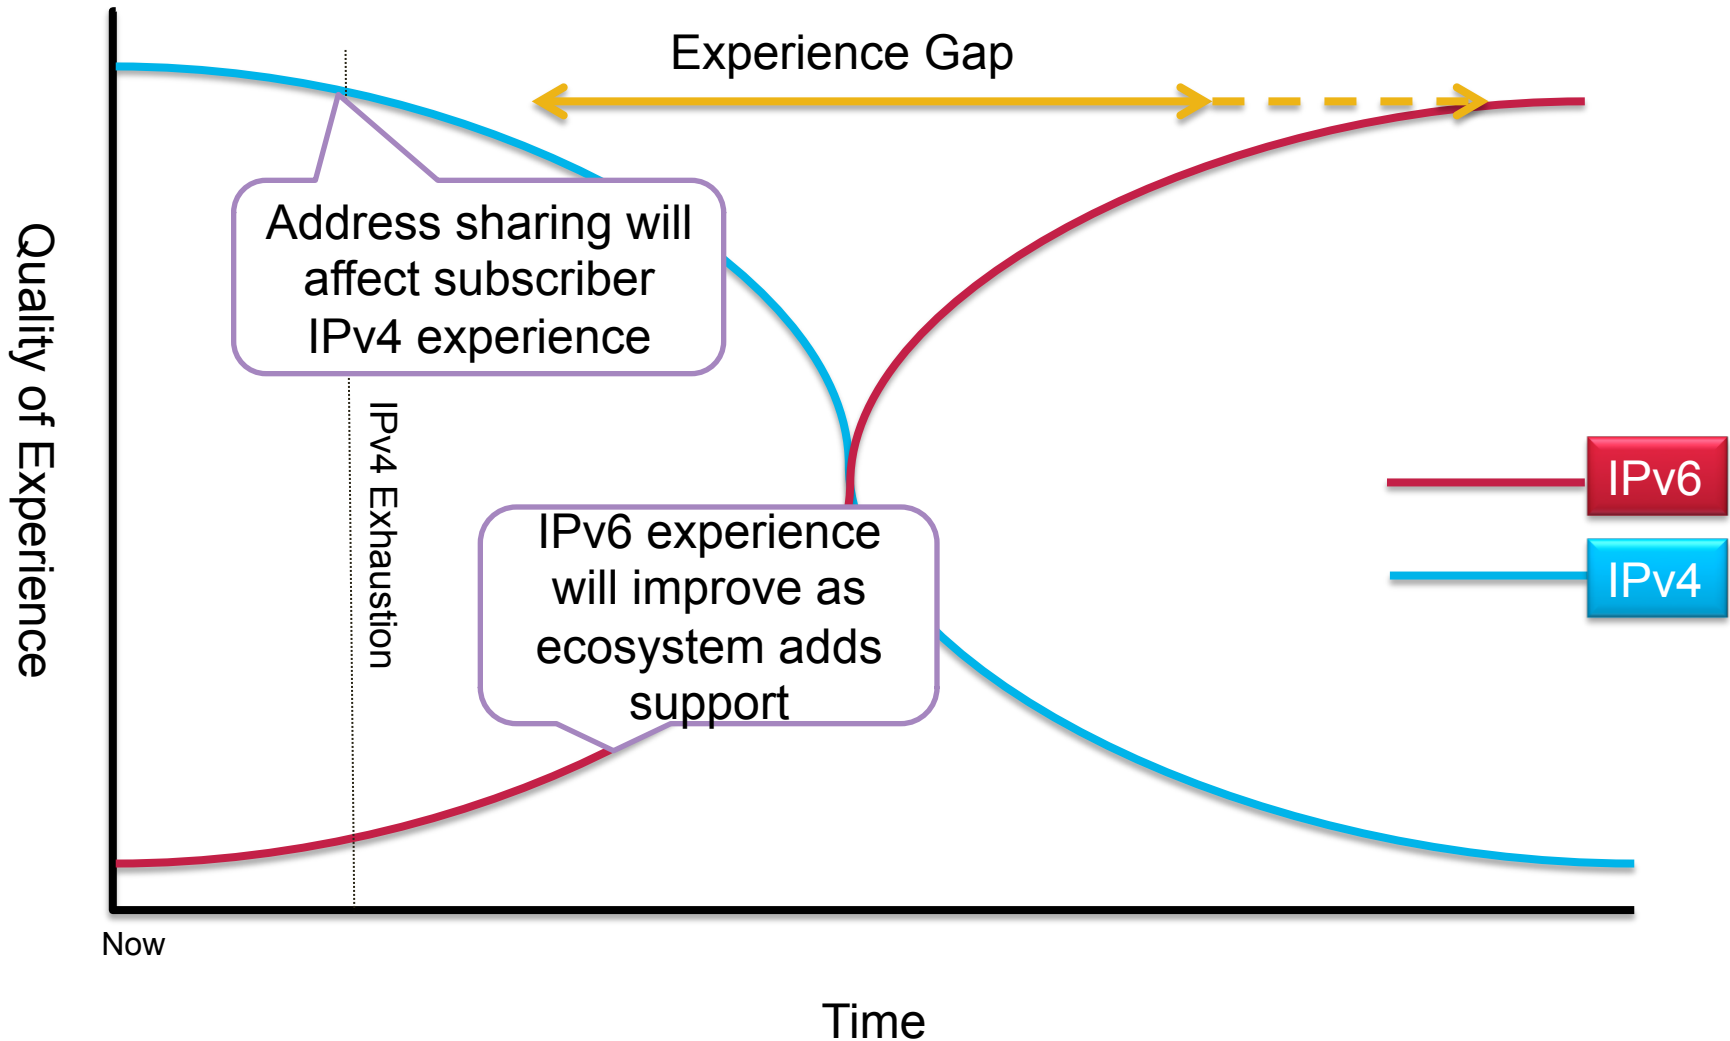 Experience Gap
Address sharing will
affect subscriber
IPv4 experience
Quality of Experience
IPv4 Exhaustion
IPv6
IPv4
IPv6 experience
will improve as
ecosystem adds
support
Now
Time